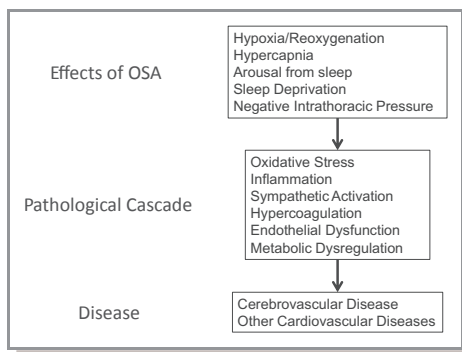 Effects of OSA
Hypoxia/Reoxygenation
Hypercapnia
Arousal from sleep
Sleep Deprivation
Negative Intrathoracic Pressure
Pathological Cascade
Oxidative Stress
Inflammation
Sympathetic Activation
Hypercoagulation
Endothelial Dysfunction
Metabolic Dysregulation
Disease
Cerebrovascular Disease
Other Cardiovascular Diseases